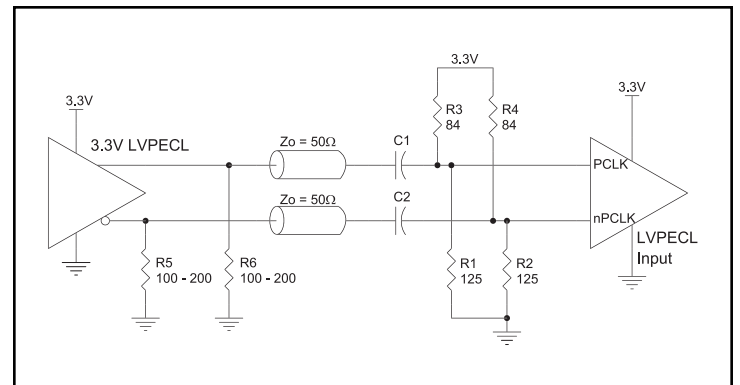 3.3V
3.3V LVPECL
Zo = 50Ω
Zo = 50Ω
C1
C2
3.3V
R3
84
R4
84
3.3V
PCLK
nPCLK
LVPECL
Input
R5
100 - 200
R6
100 - 200
R1
125
R2
125